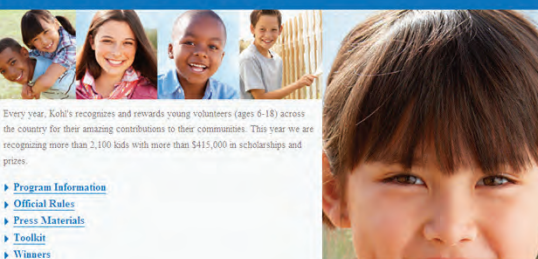 Every year, Kohl's recognizes and rewards young volunteers (ages 6-18) across
the country for their amazing contributions to their communities. This year we are
recognizing more than 2,100 kids with more than $415,000 in scholarships and
prizes.
Program Information
Official Rules
Press Materials
Toolkit
Winners